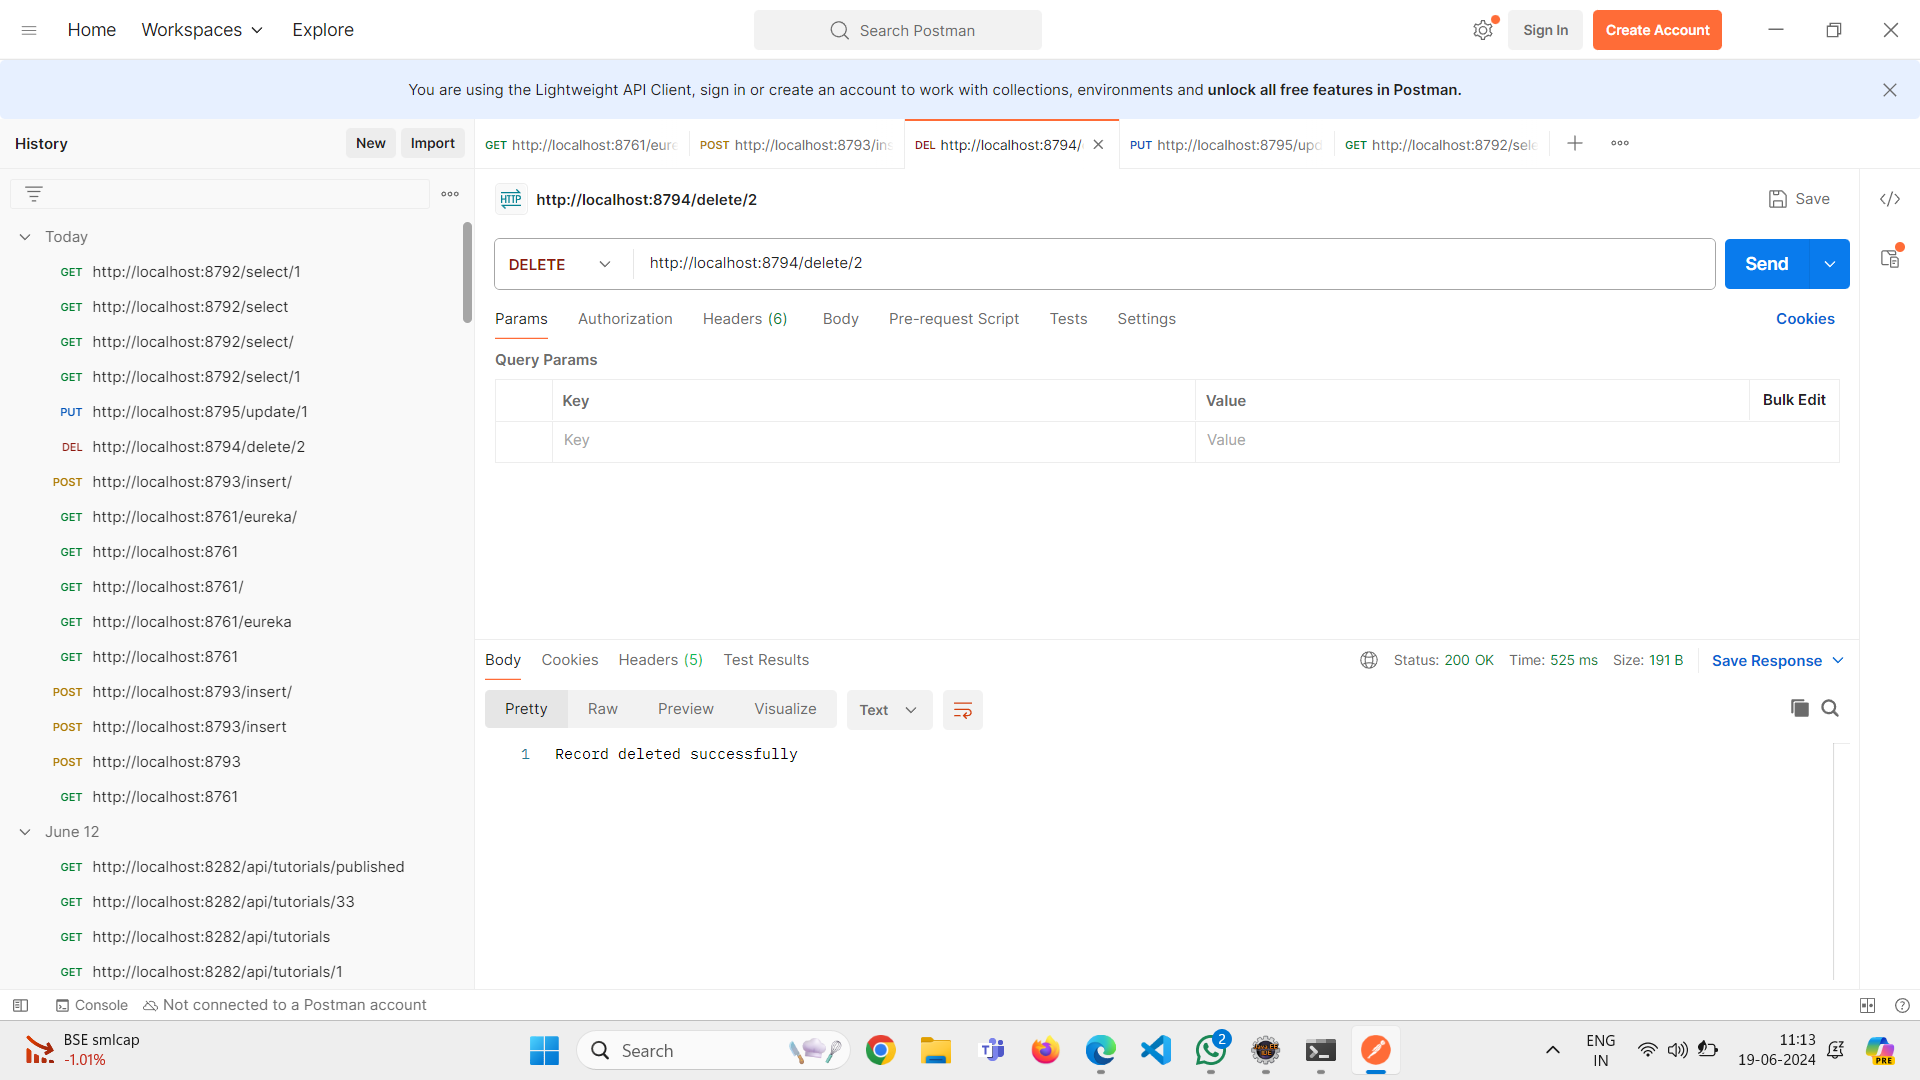 Home
Workspaces
Explore
Search Postman
Sign In
Create Account
You are using the Lightweight API Client, sign in or create an account to work with collections, environments and unlock all free features in Postman.
History
New
Import
GET http://localhost:8761/eure
POST http://localhost:8793/ins
DEL http://localhost:8794/
PUT http://localhost:8795/upd
GET http://localhost:8792/sele
HTTP http://localhost:8794/delete/2
Save
DELETE
http://localhost:8794/delete/2
Send
Params
Authorization
Headers (6)
Body
Pre-request Script
Tests
Settings
Cookies
Query Params
Key
Value
Bulk Edit
Key
Value
Today
GET http://localhost:8792/select/1
GET http://localhost:8792/select
GET http://localhost:8792/select/
GET http://localhost:8792/select/1
PUT http://localhost:8795/update/1
DEL http://localhost:8794/delete/2
POST http://localhost:8793/insert/
GET http://localhost:8761/eureka/
GET http://localhost:8761
GET http://localhost:8761/
GET http://localhost:8761/eureka
GET http://localhost:8761
POST http://localhost:8793/insert/
POST http://localhost:8793/insert
POST http://localhost:8793
GET http://localhost:8761
June 12
GET http://localhost:8282/api/tutorials/published
GET http://localhost:8282/api/tutorials/33
GET http://localhost:8282/api/tutorials
GET http://localhost:8282/api/tutorials/1
Body
Cookies
Headers (5)
Test Results
Status: 200 OK
Time: 525 ms
Size: 191 B
Save Response
Pretty
Raw
Preview
Visualize
Text
1 Record deleted successfully
Console
Not connected to a Postman account
BSE smlcap
-1.01%
Search
2
ENG
IN
11:13
19-06-2024
PRE